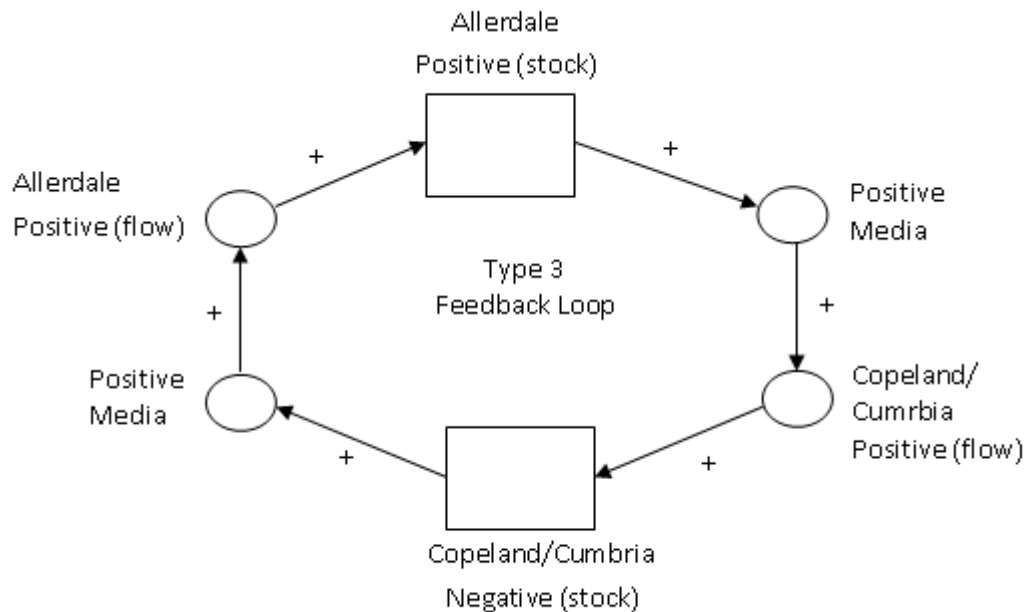 Allerdale
Positive (stock)
+
+
Allerdale
Positive (flow)
Positive
Media
Type 3
Feedback Loop
+
+
Positive
Media
Copeland/
Cumrbia
Positive (flow)
+
+
Copeland/Cumbria
Negative (stock)